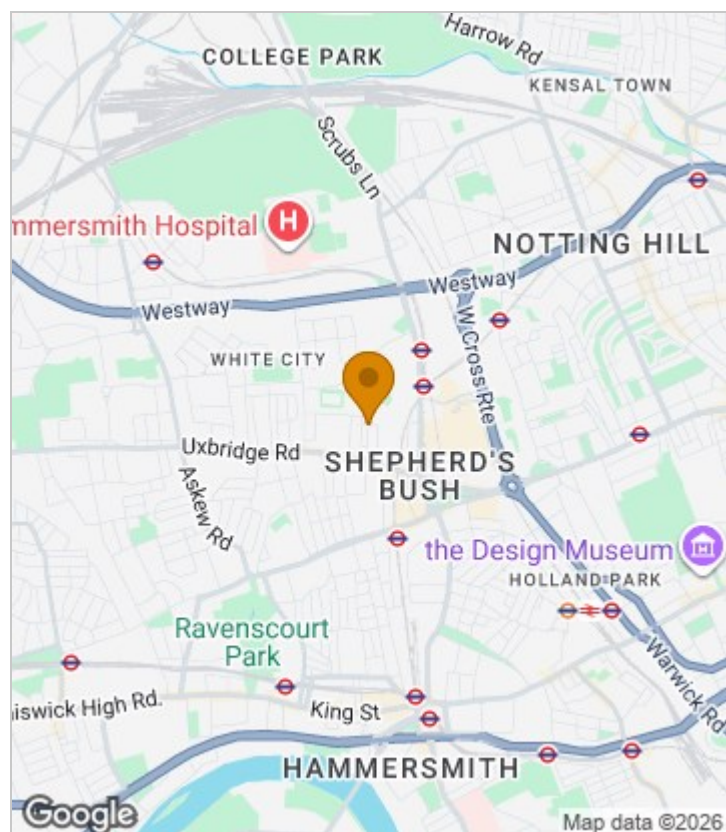 Harrow Rd
COLLEGE PARK
KENSAL TOWN
Scrubs Ln
mmersmith Hospital
H
NOTTING HILL
Westway
Westway
W Cross Rte
WHITE CITY
Uxbridge Rd
SHEPHERD'S
BUSH
Askew Rd
the Design Museum
HOLLAND PARK
Ravenscourt
Park
Warwick Rd
niswick High Rd.
King St
HAMMERSMITH
Google
Map data ©2026